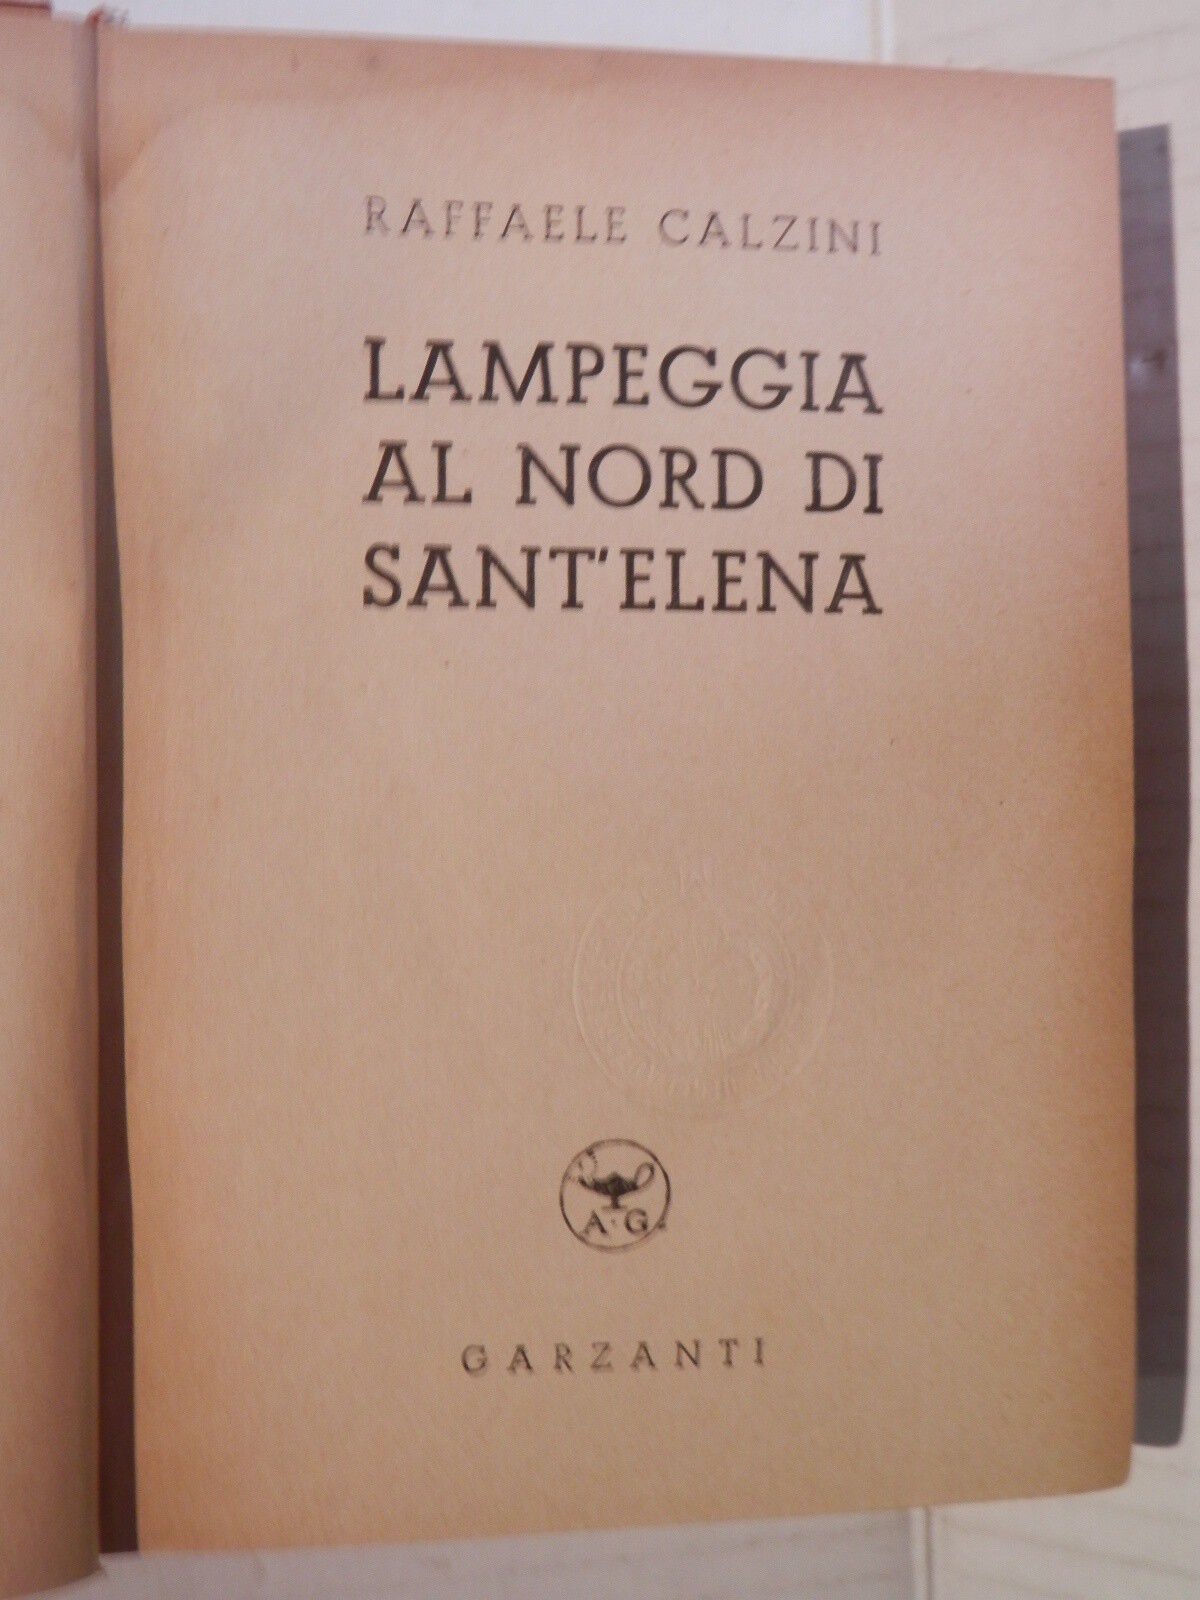 RAFFAELE CALZINI
LAMPEGGIA
AL NORD DI
SANT'ELENA
A. G.
GARZANTI